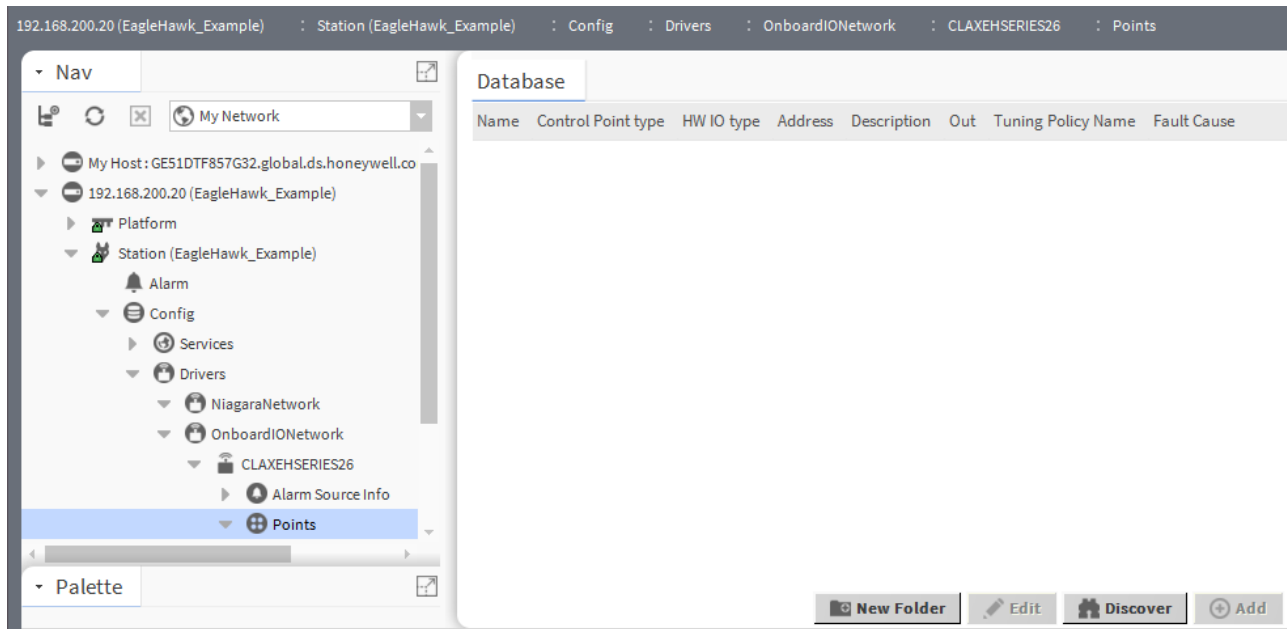 192.168.200.20 (EagleHawk_Example) : Station (EagleHawk_Example) : Config : Drivers : OnboardIONetwork : CLAXEHSERIES26 : Points
Nav
My Network
My Host : GE51DTF857G32.global.ds.honeywell.co
192.168.200.20 (EagleHawk_Example)
Platform
Station (EagleHawk_Example)
Alarm
Config
Services
Drivers
NiagaraNetwork
OnboardIONetwork
CLAXEHSERIES26
Alarm Source Info
Points
Palette
Database
Name Control Point type HW IO type Address Description Out Tuning Policy Name Fault Cause
New Folder Edit Discover Add